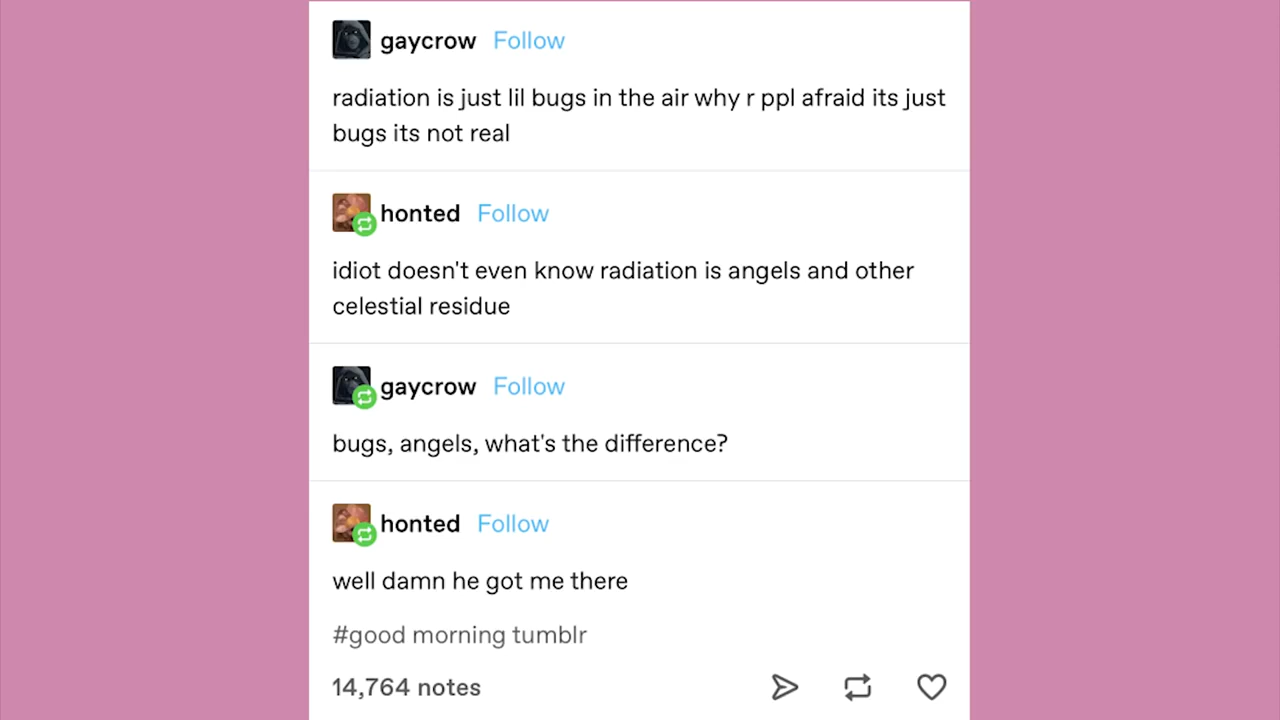 gaycrow Follow
radiation is just lil bugs in the air why r ppl afraid its just
bugs its not real
honted Follow
idiot doesn't even know radiation is angels and other
celestial residue
gaycrow Follow
bugs, angels, what's the difference?
honted Follow
well damn he got me there
#good morning tumblr
14,764 notes